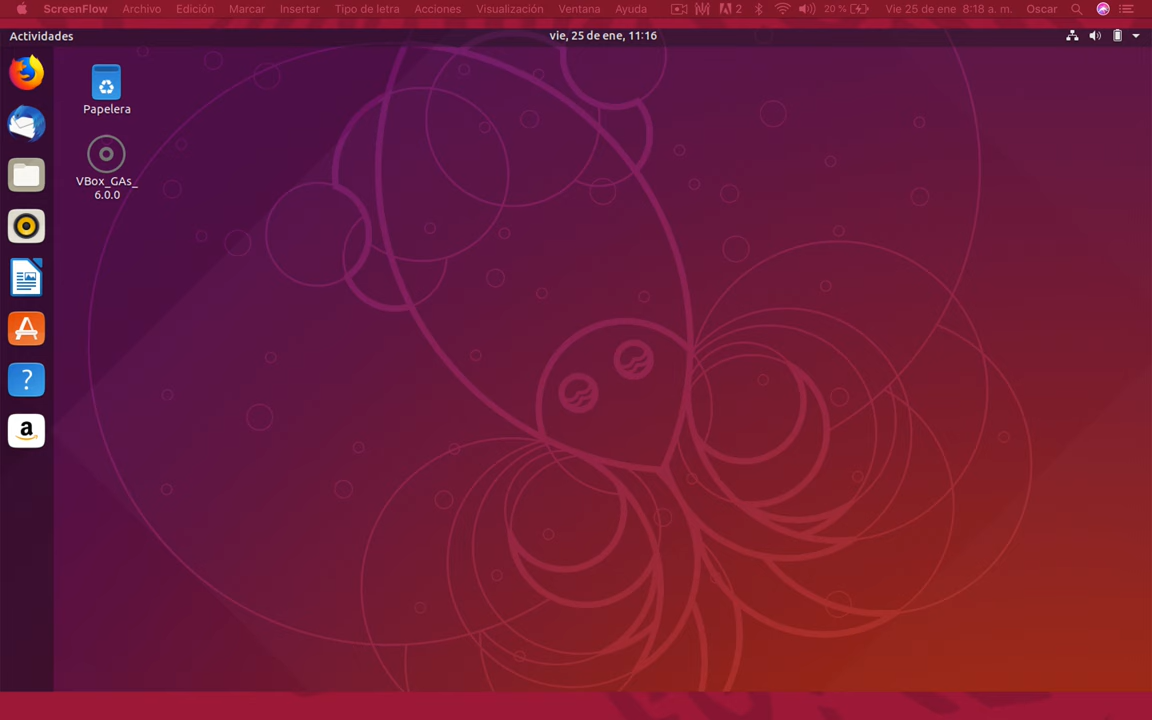 ScreenFlow Archivo Edición Marcar Insertar Tipo de letra Acciones Visualización Ventana Ayuda 2 20 % Vie 25 de ene 8:18 a. m. Oscar
Actividades vie, 25 de ene, 11:16
Papelera
VBox_GAs_
6.0.0
?
a